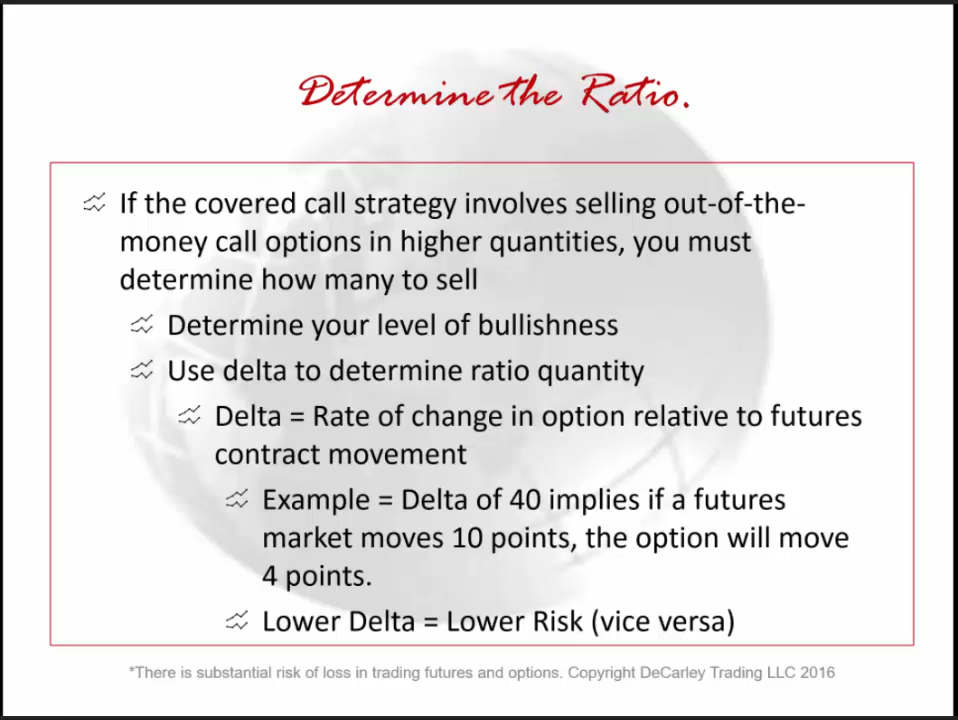 Determine the Ratio.
If the covered call strategy involves selling out-of-the-
money call options in higher quantities, you must
determine how many to sell
Determine your level of bullishness
Use delta to determine ratio quantity
Delta = Rate of change in option relative to futures
contract movement
Example = Delta of 40 implies if a futures
market moves 10 points, the option will move
4 points.
Lower Delta = Lower Risk (vice versa)
*There is substantial risk of loss in trading futures and options. Copyright DeCarley Trading LLC 2016